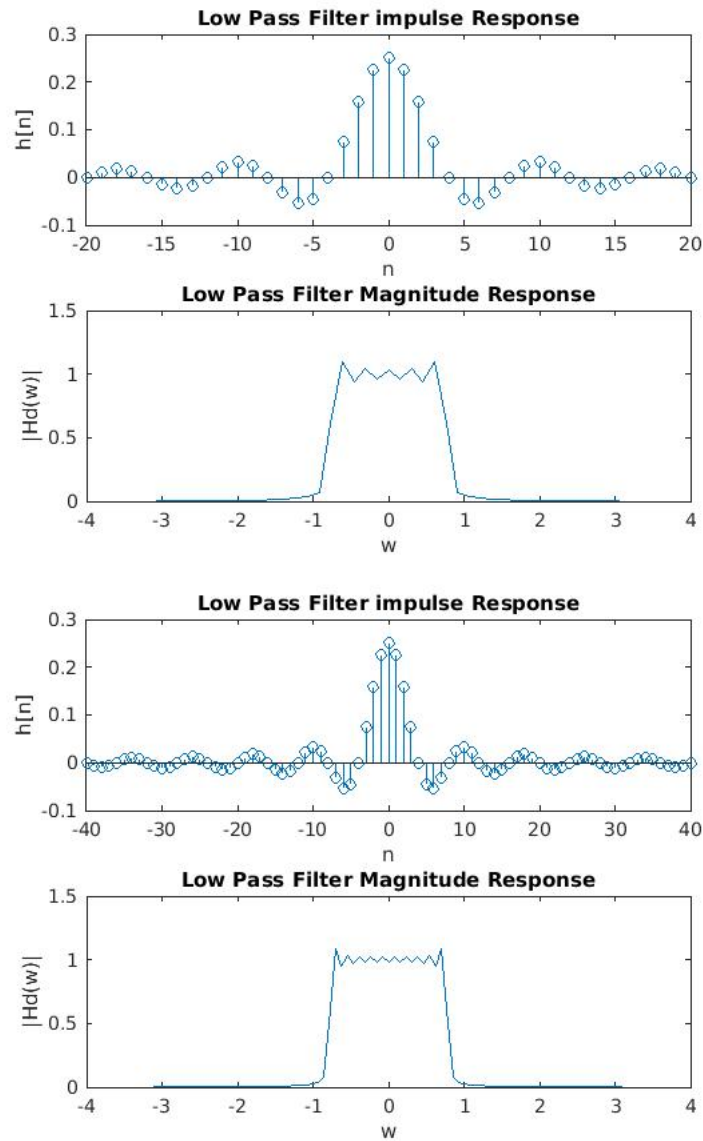 Low Pass Filter impulse Response
0.3
0.2
0.1
0
-0.1
h[n]
-20 -15 -10 -5 0 5 10 15 20
n
Low Pass Filter Magnitude Response
1.5
1
0.5
0
|Hd(w)|
-4 -3 -2 -1 0 1 2 3 4
w
Low Pass Filter impulse Response
0.3
0.2
0.1
0
-0.1
h[n]
-40 -30 -20 -10 0 10 20 30 40
n
Low Pass Filter Magnitude Response
1.5
1
0.5
0
|Hd(w)|
-4 -3 -2 -1 0 1 2 3 4
w